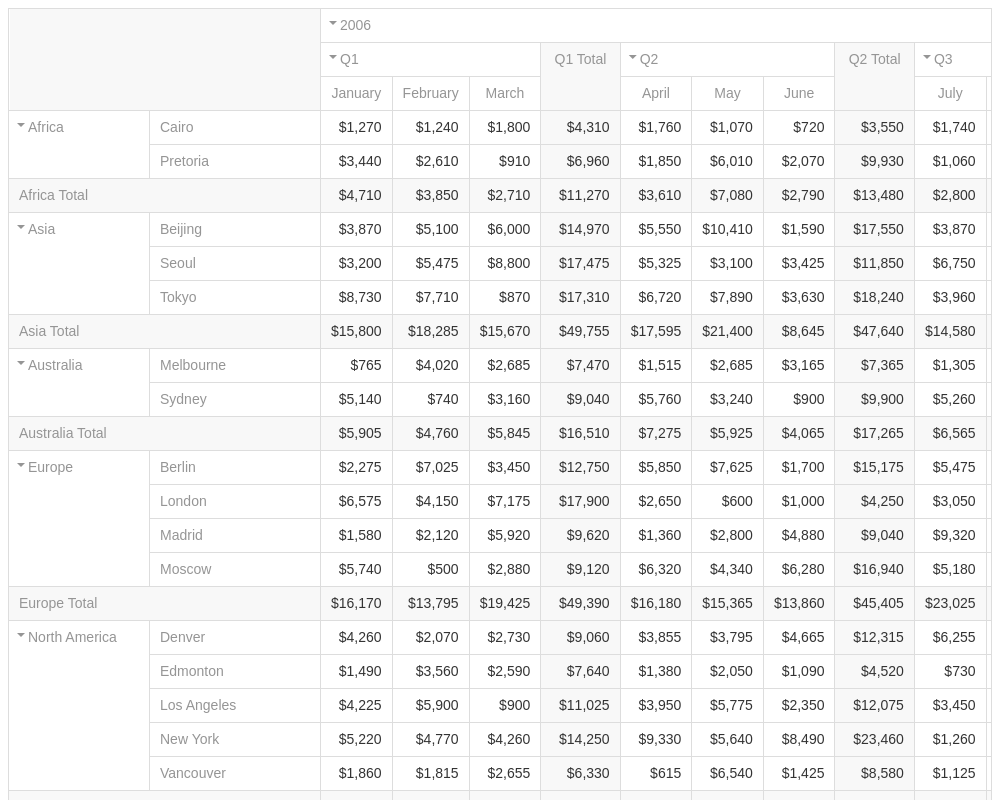 2006
Q1 Q1 Total Q2 Q2 Total Q3
January February March April May June July
Africa Cairo $1,270 $1,240 $1,800 $4,310 $1,760 $1,070 $720 $3,550 $1,740
Pretoria $3,440 $2,610 $910 $6,960 $1,850 $6,010 $2,070 $9,930 $1,060
Africa Total $4,710 $3,850 $2,710 $11,270 $3,610 $7,080 $2,790 $13,480 $2,800
Asia Beijing $3,870 $5,100 $6,000 $14,970 $5,550 $10,410 $1,590 $17,550 $3,870
Seoul $3,200 $5,475 $8,800 $17,475 $5,325 $3,100 $3,425 $11,850 $6,750
Tokyo $8,730 $7,710 $870 $17,310 $6,720 $7,890 $3,630 $18,240 $3,960
Asia Total $15,800 $18,285 $15,670 $49,755 $17,595 $21,400 $8,645 $47,640 $14,580
Australia Melbourne $765 $4,020 $2,685 $7,470 $1,515 $2,685 $3,165 $7,365 $1,305
Sydney $5,140 $740 $3,160 $9,040 $5,760 $3,240 $900 $9,900 $5,260
Australia Total $5,905 $4,760 $5,845 $16,510 $7,275 $5,925 $4,065 $17,265 $6,565
Europe Berlin $2,275 $7,025 $3,450 $12,750 $5,850 $7,625 $1,700 $15,175 $5,475
London $6,575 $4,150 $7,175 $17,900 $2,650 $600 $1,000 $4,250 $3,050
Madrid $1,580 $2,120 $5,920 $9,620 $1,360 $2,800 $4,880 $9,040 $9,320
Moscow $5,740 $500 $2,880 $9,120 $6,320 $4,340 $6,280 $16,940 $5,180
Europe Total $16,170 $13,795 $19,425 $49,390 $16,180 $15,365 $13,860 $45,405 $23,025
North America Denver $4,260 $2,070 $2,730 $9,060 $3,855 $3,795 $4,665 $12,315 $6,255
Edmonton $1,490 $3,560 $2,590 $7,640 $1,380 $2,050 $1,090 $4,520 $730
Los Angeles $4,225 $5,900 $900 $11,025 $3,950 $5,775 $2,350 $12,075 $3,450
New York $5,220 $4,770 $4,260 $14,250 $9,330 $5,640 $8,490 $23,460 $1,260
Vancouver $1,860 $1,815 $2,655 $6,330 $615 $6,540 $1,425 $8,580 $1,125